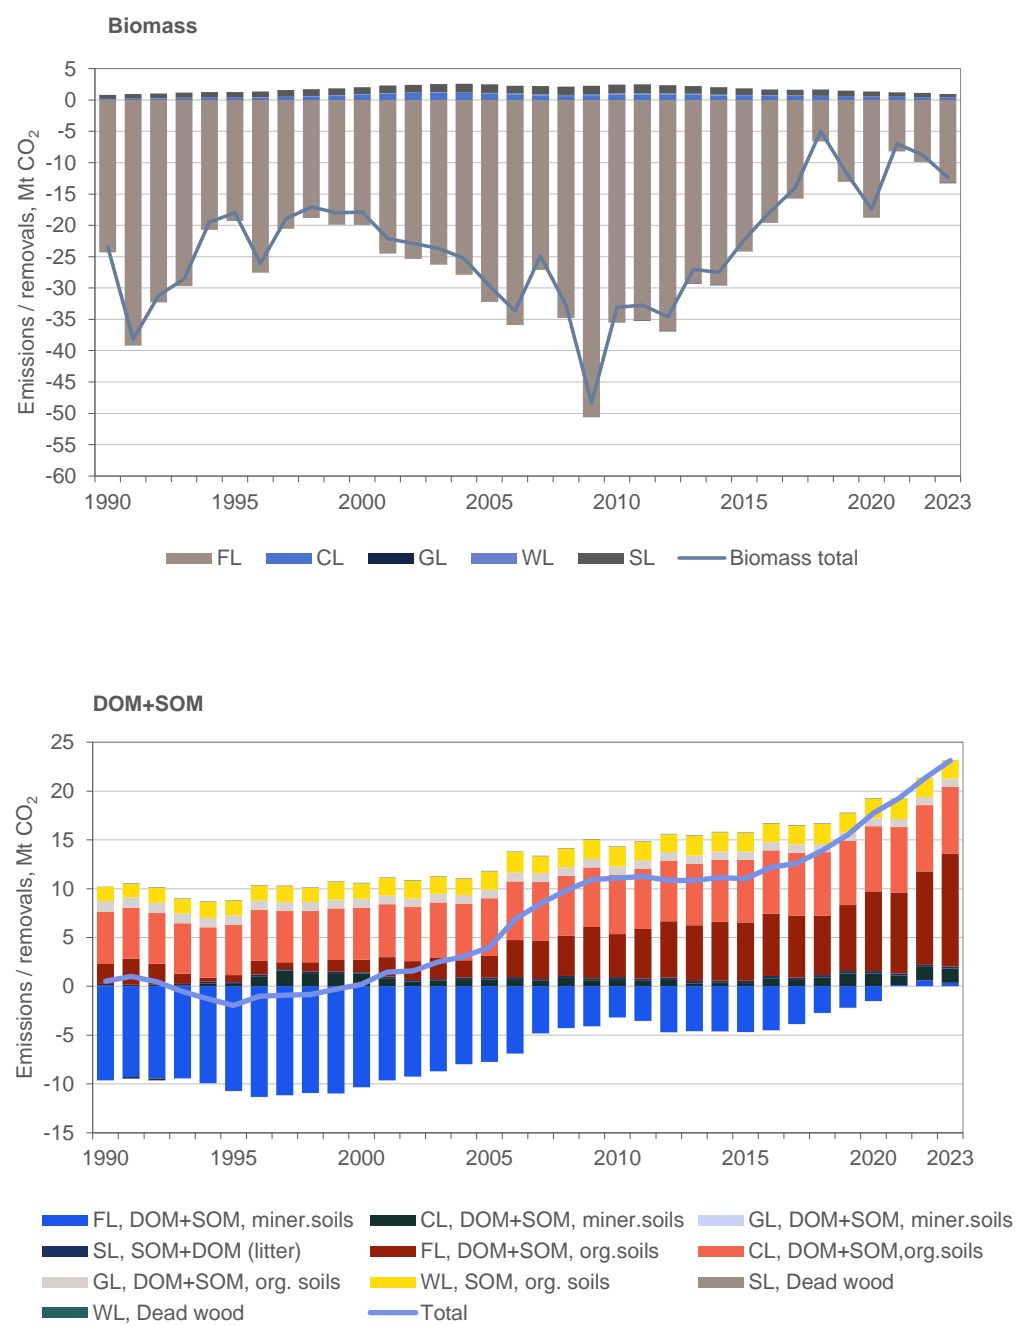 Biomass
Emissions / removals, Mt CO₂
5
0
-5
-10
-15
-20
-25
-30
-35
-40
-45
-50
-55
-60
1990 1995 2000 2005 2010 2015 2020 2023
FL CL GL WL SL Biomass total
DOM+SOM
Emissions / removals, Mt CO₂
25
20
15
10
5
0
-5
-10
-15
1990 1995 2000 2005 2010 2015 2020 2023
FL, DOM+SOM, miner.soils CL, DOM+SOM, miner.soils GL, DOM+SOM, miner.soils
SL, SOM+DOM (litter) FL, DOM+SOM, org.soils CL, DOM+SOM,org.soils
GL, DOM+SOM, org. soils WL, SOM, org. soils SL, Dead wood
WL, Dead wood Total